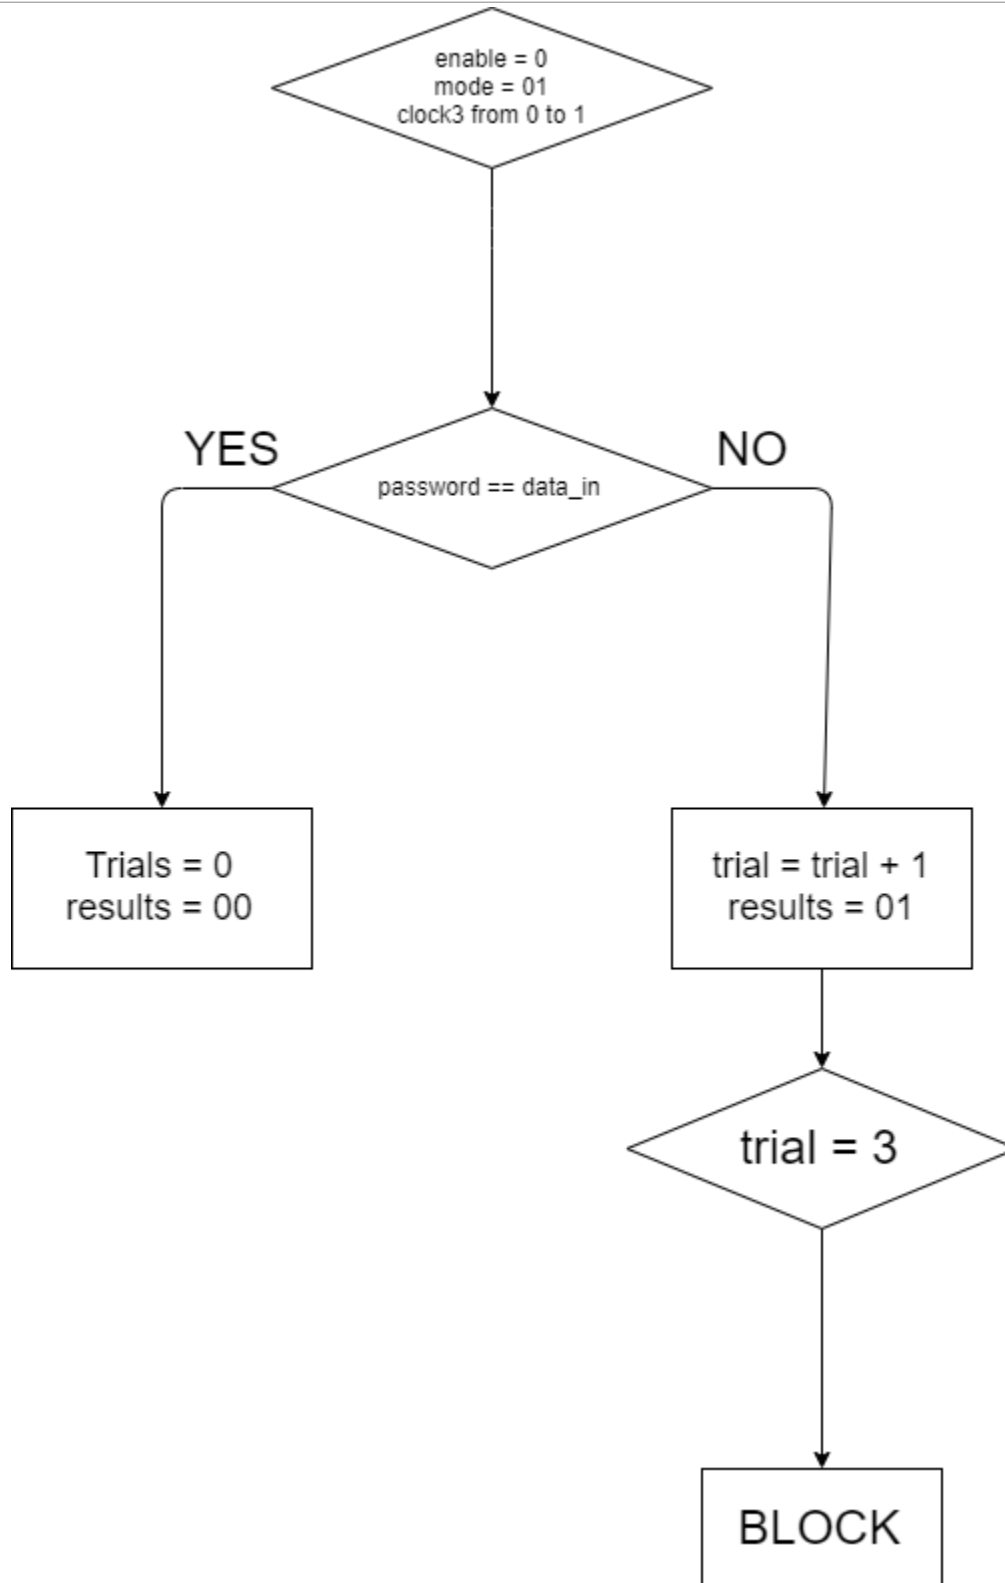 enable = 0
mode = 01
clock3 from 0 to 1
YES
NO
password == data_in
Trials = 0
results = 00
trial = trial + 1
results = 01
trial = 3
BLOCK